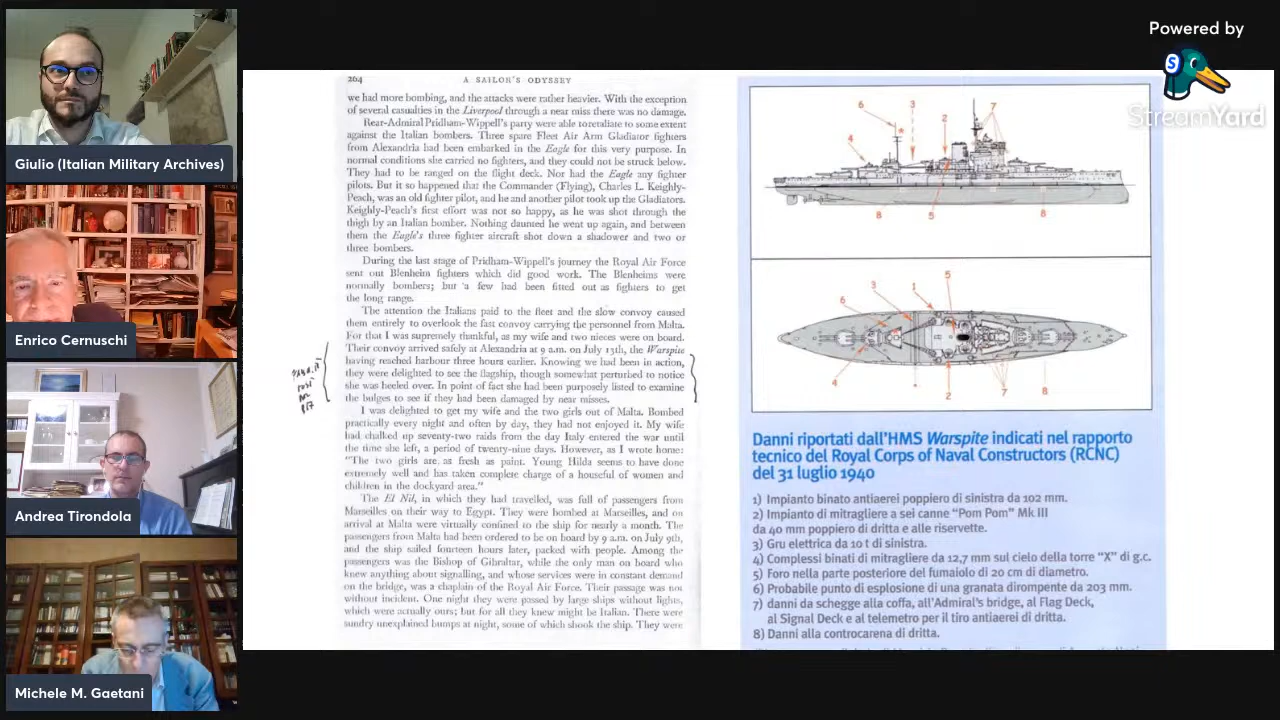 Powered by
StreamYard
Giulio (Italian Military Archives)
Enrico Cernuschi
Andrea Tirondola
Michele M. Gaetani
264 A SAILOR'S ODYSSEY
we had more bombing, and the attacks were rather heavier. With the exception
of several casualties in the Liverpool through a near miss there was no damage.
Rear-Admiral Pridham-Wippell's party were able to retaliate to some extent
against the Italian bombers. Three spare Fleet Air Arm Gladiator fighters
from Alexandria had been embarked in the Eagle for this very purpose. In
normal conditions she carried no fighters, and they could not be struck below.
They had to be ranged on the flight deck. Nor had the Eagle any fighter
pilots. But it so happened that the Commander (Flying), Charles L. Keighly-
Peach, was an old fighter pilot, and he and another pilot took up the Gladiators.
Keighly-Peach's first effort was not so happy, as he was shot through the
thigh by an Italian bomber. Nothing daunted he went up again, and between
them the Eagle's three fighter aircraft shot down a shadower and two or
three bombers.
During the last stage of Pridham-Wippell's journey the Royal Air Force
sent out Blenheim fighters which did good work. The Blenheims were
normally bombers; but a few had been fitted out as fighters to get
the long range.
The attention the Italians paid to the fleet and the slow convoy caused
them entirely to overlook the fast convoy carrying the personnel from Malta.
For that I was supremely thankful, as my wife and two nieces were on board.
Their convoy arrived safely at Alexandria at 9 a.m. on July 13th, the Warspite
having reached harbour three hours earlier. Knowing we had been in action,
they were delighted to see the flagship, though somewhat perturbed to notice
she was heeled over. In point of fact she had been purposely listed to examine
the bulges to see if they had been damaged by near misses.
I was delighted to get my wife and the two girls out of Malta. Bombed
practically every night and often by day, they had not enjoyed it. My wife
had chalked up seventy-two raids from the day Italy entered the war until
the time she left, a period of twenty-nine days. However, as I wrote home:
"The two girls are as fresh as paint. Young Hilda seems to have done
extremely well and has taken complete charge of a houseful of women and
children in the dockyard area."
The El Nil, in which they had travelled, was full of passengers from
Marseilles on their way to Egypt. They were bombed at Marseilles, and on
arrival at Malta were virtually confined to the ship for nearly a month. The
passengers from Malta had been ordered to be on board by 9 a.m. on July 9th,
and the ship sailed fourteen hours later, packed with people. Among the
passengers was the Bishop of Gibraltar, while the only man on board who
knew anything about signalling, and whose services were in constant demand
on the bridge, was a chaplain of the Royal Air Force. Their passage was not
without incident. One night they were passed by large ships without lights,
which were actually ours; but for all they knew might be Italian. There were
sundry unexplained bumps at night, some of which shook the ship. They were
6 3 7
2
4
8 5 8
5
3 1
6
4
2 7 8
Danni riportati dall'HMS Warspite indicati nel rapporto
tecnico del Royal Corps of Naval Constructors (RCNC)
del 31 luglio 1940
1) Impianto binato antiaerei poppiero di sinistra da 102 mm.
2) Impianto di mitragliere a sei canne "Pom Pom" Mk III
da 40 mm poppiero di dritta e alle riservette.
3) Gru elettrica da 10 t di sinistra.
4) Complessi binati di mitragliere da 12,7 mm sul cielo della torre "X" di g.c.
5) Foro nella parte posteriore del fumaiolo di 20 cm di diametro.
6) Probabile punto di esplosione di una granata dirompente da 203 mm.
7) danni da schegge alla coffa, all'Admiral's bridge, al Flag Deck,
al Signal Deck e al telemetro per il tiro antiaerei di dritta.
8) Danni alla controcarena di dritta.